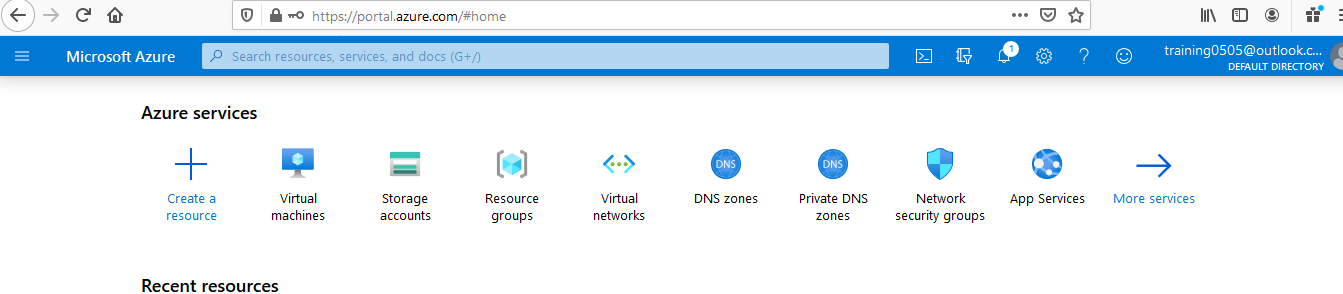 https://portal.azure.com/#home
Microsoft Azure
Search resources, services, and docs (G+/)
1
training0505@outlook.c...
DEFAULT DIRECTORY
Azure services
Create a resource
Virtual machines
Storage accounts
Resource groups
Virtual networks
DNS
DNS zones
DNS
Private DNS zones
Network security groups
App Services
More services
Recent resources